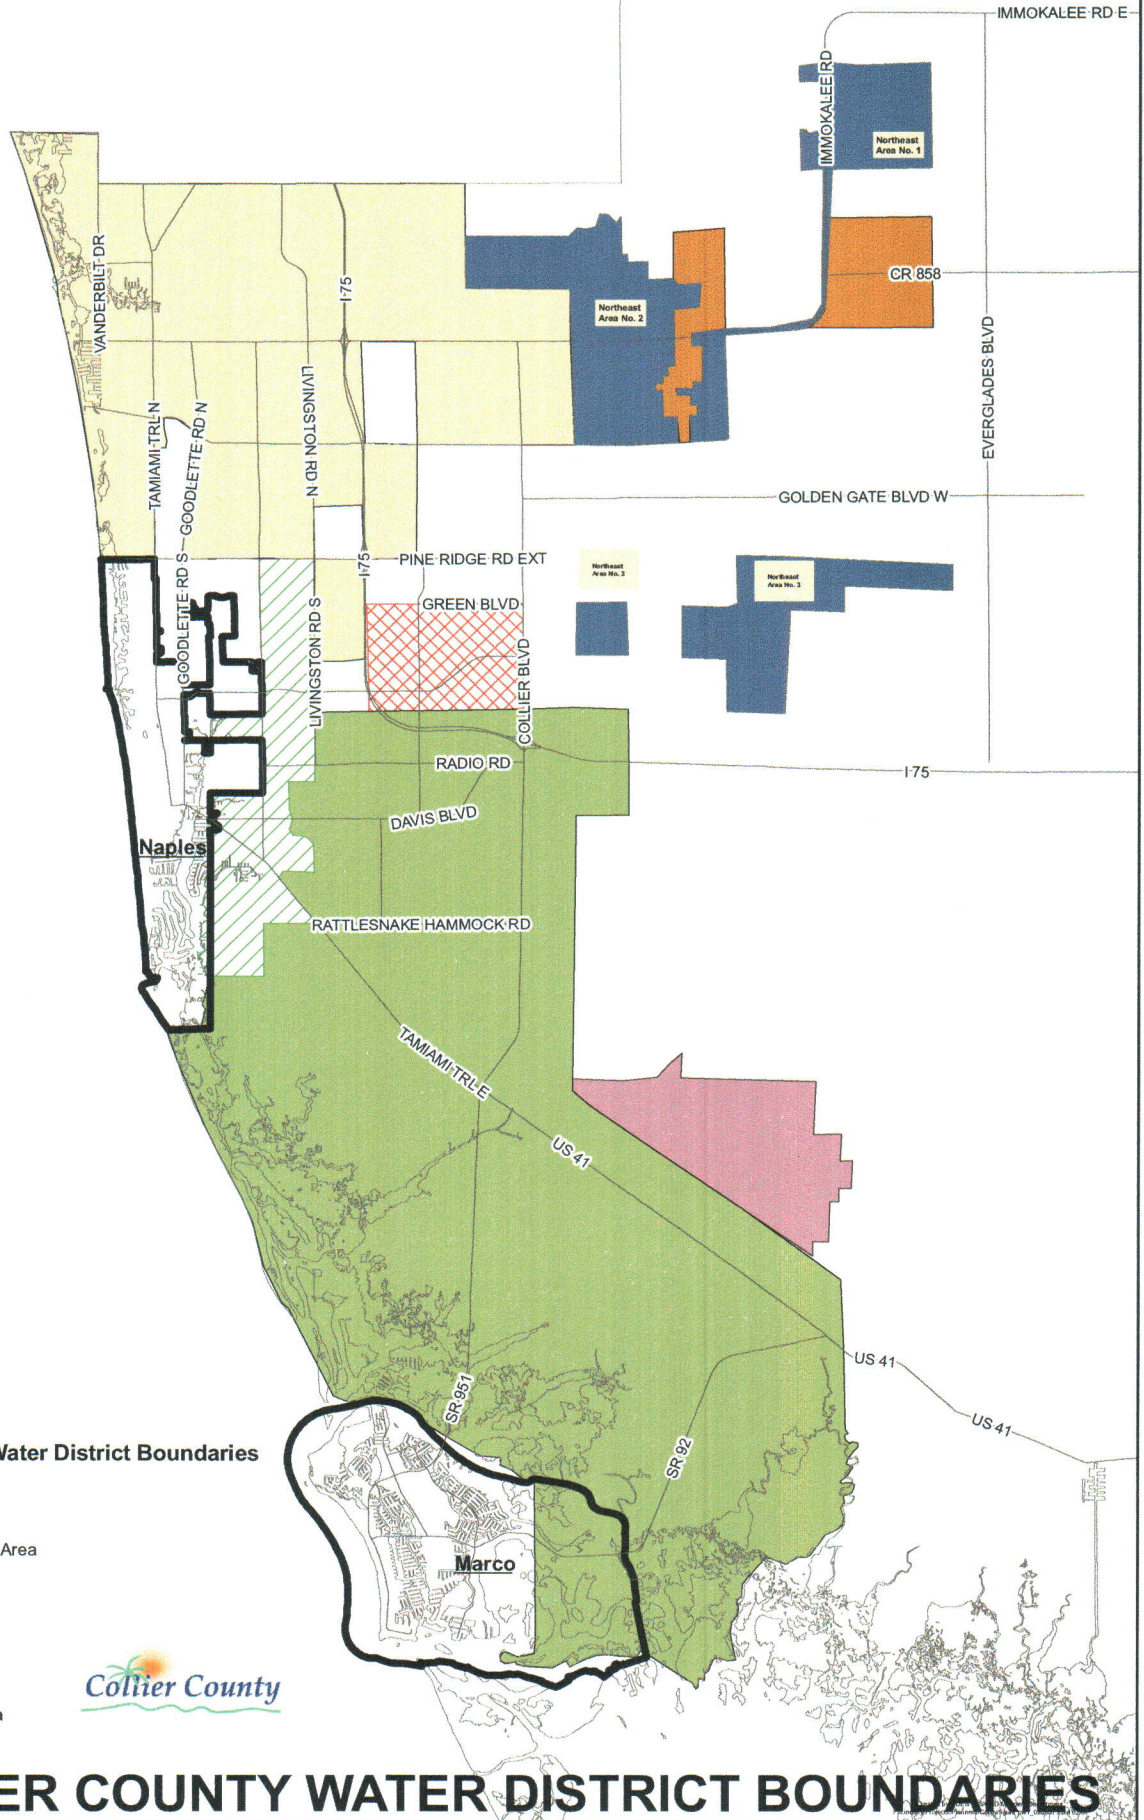 IMMOKALEE RD E
IMMOKALEE RD
Northeast
Area No. 1
VANDERBILT DR
I-75
CR 858
Northeast
Area No. 2
EVERGLADES BLVD
LIVINGSTON RD N
TAMIAMI TRL N
GOODLETTE RD N
GOLDEN GATE BLVD W
I-75
PINE RIDGE RD EXT
Northeast
Area No. 3
Northeast
Area No. 3
GOODLETTE RD S
GREEN BLVD
LIVINGSTON RD S
COLLIER BLVD
RADIO RD
I 75
DAVIS BLVD
Naples
RATTLESNAKE HAMMOCK RD
TAMIAMI TRL E
US 41
US 41
US 41
SR 951
SR 92
Water District Boundaries
Area
Marco
Collier County
ER COUNTY WATER DISTRICT BOUNDARIES